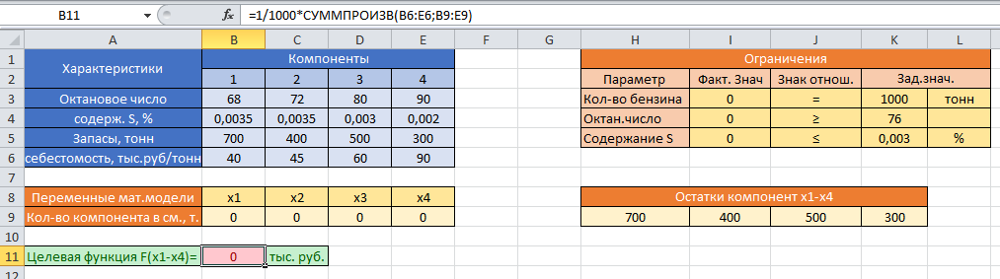 B11 fx =1/1000*СУММПРОИЗВ(B6:E6;B9:E9)
A B C D E F G H I J K L
1 Характеристики Компоненты Ограничения
2 1 2 3 4 Параметр Факт. Знач Знак отнош. Зад.знач.
3 Октановое число 68 72 80 90 Кол-во бензина 0 = 1000 тонн
4 содерж. S, % 0,0035 0,0035 0,003 0,002 Октан.число 0 ≥ 76
5 Запасы, тонн 700 400 500 300 Содержание S 0 ≤ 0,003 %
6 себестомость, тыс.руб/тонн 40 45 60 90
7
8 Переменные мат.модели x1 x2 x3 x4 Остатки компонент x1-x4
9 Кол-во компонента в см., т. 0 0 0 0 700 400 500 300
10
11 Целевая функция F(x1-x4)= 0 тыс. руб.
12